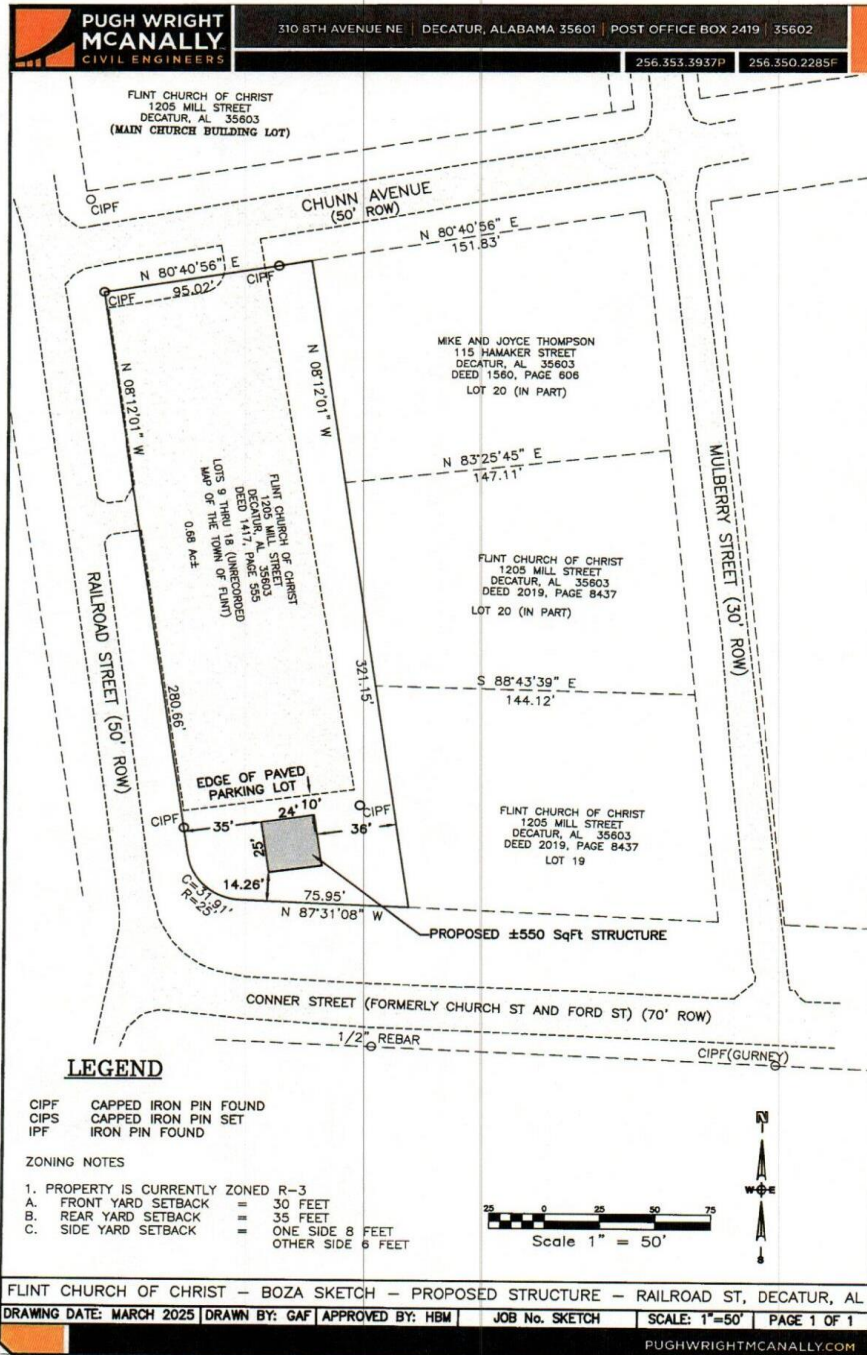 PUGH WRIGHT
MCANALLY
CIVIL ENGINEERS
310 8TH AVENUE NE | DECATUR, ALABAMA 35601 | POST OFFICE BOX 2419 | 35602
256.353.3937P
256.350.2285F
FLINT CHURCH OF CHRIST
1205 MILL STREET
DECATUR, AL 35603
(MAIN CHURCH BUILDING LOT)
CIPF
CHUNN AVENUE
(50' ROW)
N 80°40'56" E
151.83'
N 80°40'56" E
95.02'
CIPF
CIPF
N 08°12'01" W
N 08°12'01" W
MIKE AND JOYCE THOMPSON
115 HAMAKER STREET
DECATUR, AL 35603
DEED 1560, PAGE 606
LOT 20 (IN PART)
N 83°25'45" E
147.11'
MULBERRY STREET (30' ROW)
FLINT CHURCH OF CHRIST
1205 MILL STREET
DECATUR, AL 35603
DEED 1417, PAGE 555
LOTS 9 THRU 18 (UNRECORDED
MAP OF THE TOWN OF FLINT)
0.68 Ac±
FLINT CHURCH OF CHRIST
1205 MILL STREET
DECATUR, AL 35603
DEED 2019, PAGE 8437
LOT 20 (IN PART)
RAILROAD STREET (50' ROW)
280.66'
321.15'
S 88°43'39" E
144.12'
EDGE OF PAVED
PARKING LOT
10'
CIPF
CIPF
35'
24'
36'
25'
FLINT CHURCH OF CHRIST
1205 MILL STREET
DECATUR, AL 35603
DEED 2019, PAGE 8437
LOT 19
C=31.91'
R=25'
14.26'
75.95'
N 87°31'08" W
PROPOSED ±550 SqFt STRUCTURE
CONNER STREET (FORMERLY CHURCH ST AND FORD ST) (70' ROW)
1/2" REBAR
CIPF(GURNEY)
LEGEND
CIPF CAPPED IRON PIN FOUND
CIPS CAPPED IRON PIN SET
IPF IRON PIN FOUND
ZONING NOTES
1. PROPERTY IS CURRENTLY ZONED R-3
A. FRONT YARD SETBACK = 30 FEET
B. REAR YARD SETBACK = 35 FEET
C. SIDE YARD SETBACK = ONE SIDE 8 FEET
OTHER SIDE 6 FEET
N
W E
S
25 0 25 50 75
Scale 1" = 50'
FLINT CHURCH OF CHRIST – BOZA SKETCH – PROPOSED STRUCTURE – RAILROAD ST, DECATUR, AL
DRAWING DATE: MARCH 2025 | DRAWN BY: GAF | APPROVED BY: HBM | JOB No. SKETCH | SCALE: 1"=50' | PAGE 1 OF 1
PUGHWRIGHTMCANALLY.COM